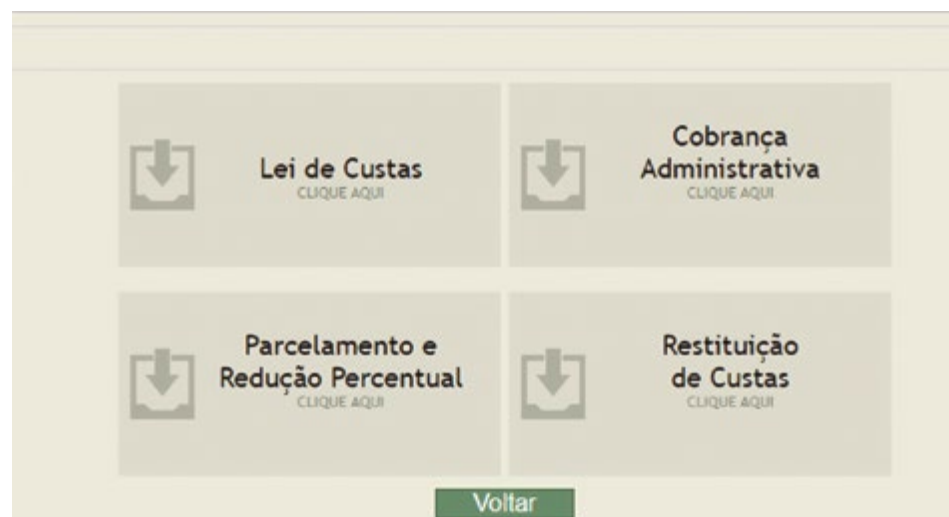 Lei de Custas
CLIQUE AQUI
Cobrança
Administrativa
CLIQUE AQUI
Parcelamento e
Redução Percentual
CLIQUE AQUI
Restituição
de Custas
CLIQUE AQUI
Voltar